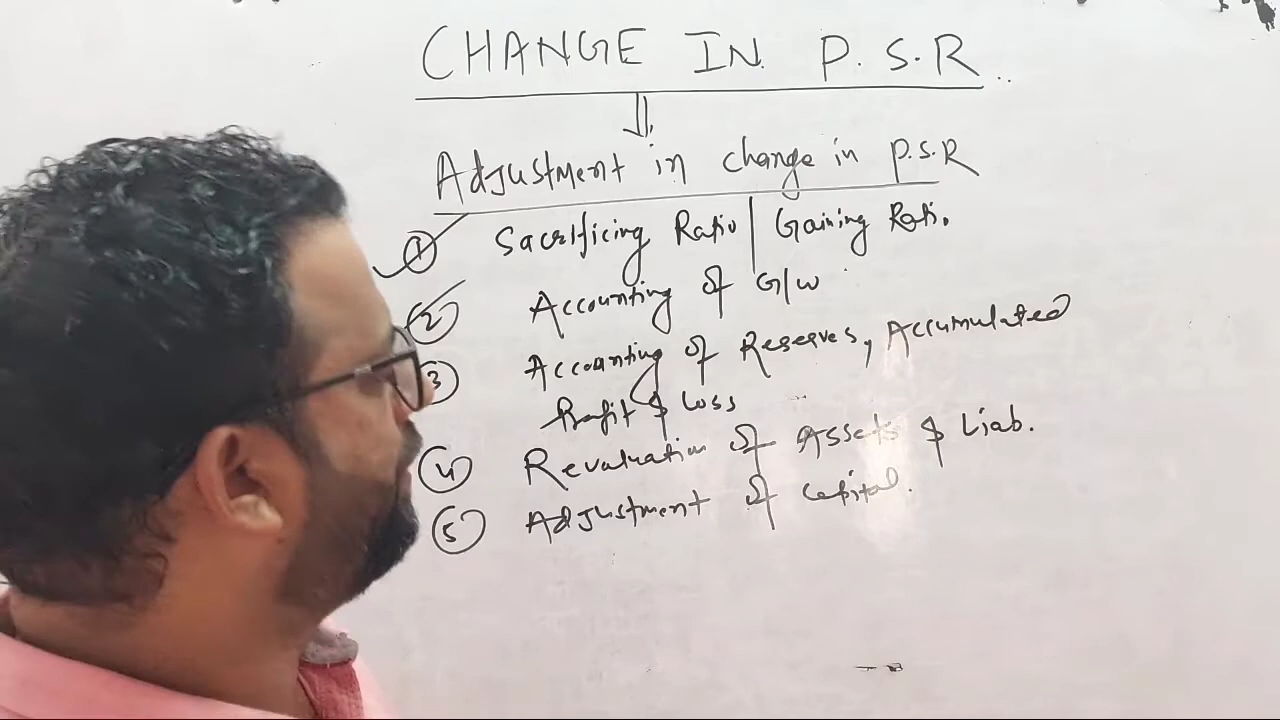 CHANGE IN P.S.R..
Adjustment in change in P.S.R
① Sacrificing Ratio | Gaining Rati.
② Accounting of G/W
③ Accounting of Reserves, Accumulated
Profit & Loss
④ Revaluation of Assets & Liab.
⑤ Adjustment of Capital.